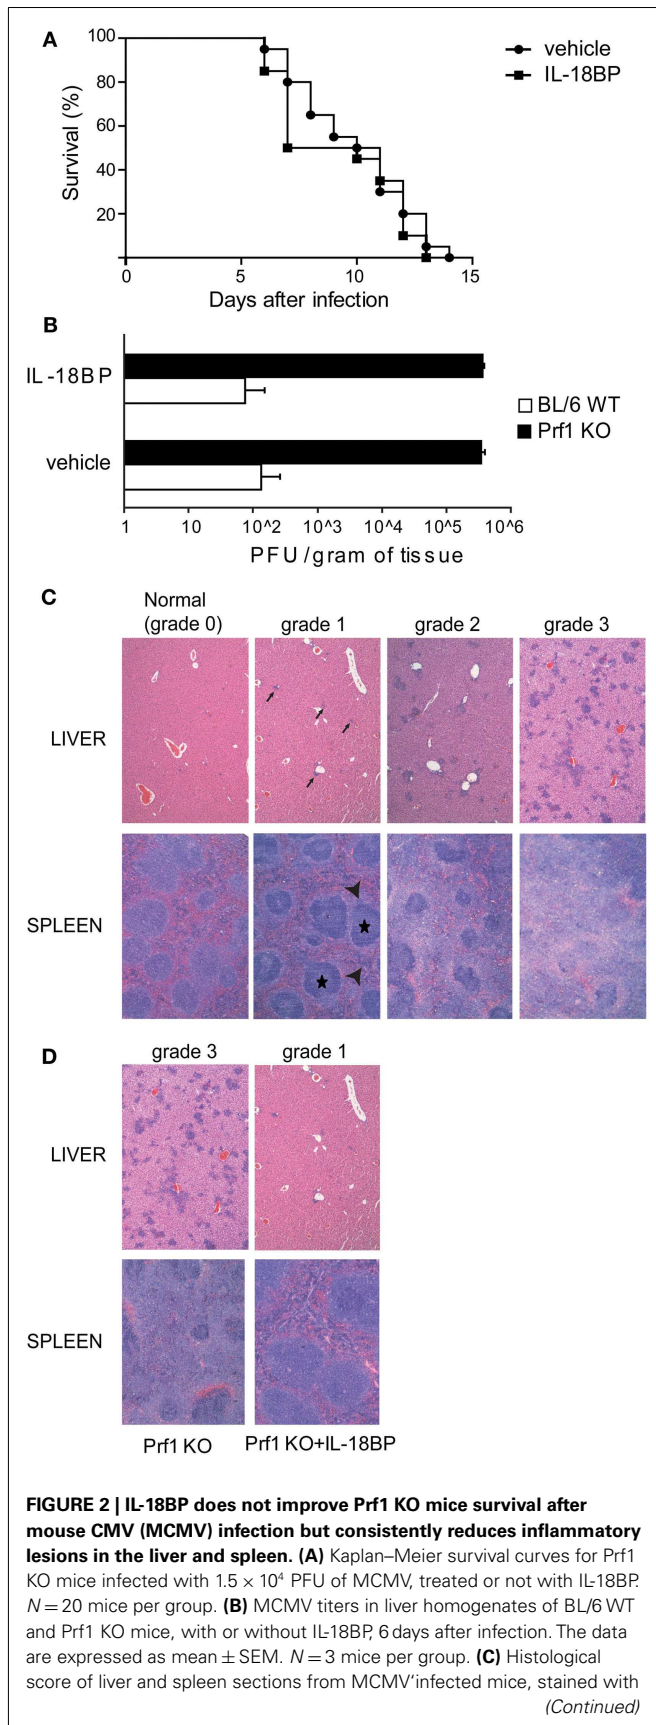 A
100
80
60
40
20
Survival (%)
vehicle
IL-18BP
0
5
10
15
Days after infection
B
IL-18BP
vehicle
BL/6 WT
Prf1 KO
1
10
10^2
10^3
10^4
10^5
10^6
PFU/gram of tissue
C
Normal
(grade 0)
grade 1
grade 2
grade 3
LIVER
SPLEEN
D
grade 3
grade 1
LIVER
SPLEEN
Prf1 KO
Prf1 KO+IL-18BP
FIGURE 2 | IL-18BP does not improve Prf1 KO mice survival after
mouse CMV (MCMV) infection but consistently reduces inflammatory
lesions in the liver and spleen. (A) Kaplan–Meier survival curves for Prf1
KO mice infected with 1.5 × 10⁴ PFU of MCMV, treated or not with IL-18BP.
N = 20 mice per group. (B) MCMV titers in liver homogenates of BL/6 WT
and Prf1 KO mice, with or without IL-18BP, 6 days after infection. The data
are expressed as mean ± SEM. N = 3 mice per group. (C) Histological
score of liver and spleen sections from MCMV'infected mice, stained with
(Continued)